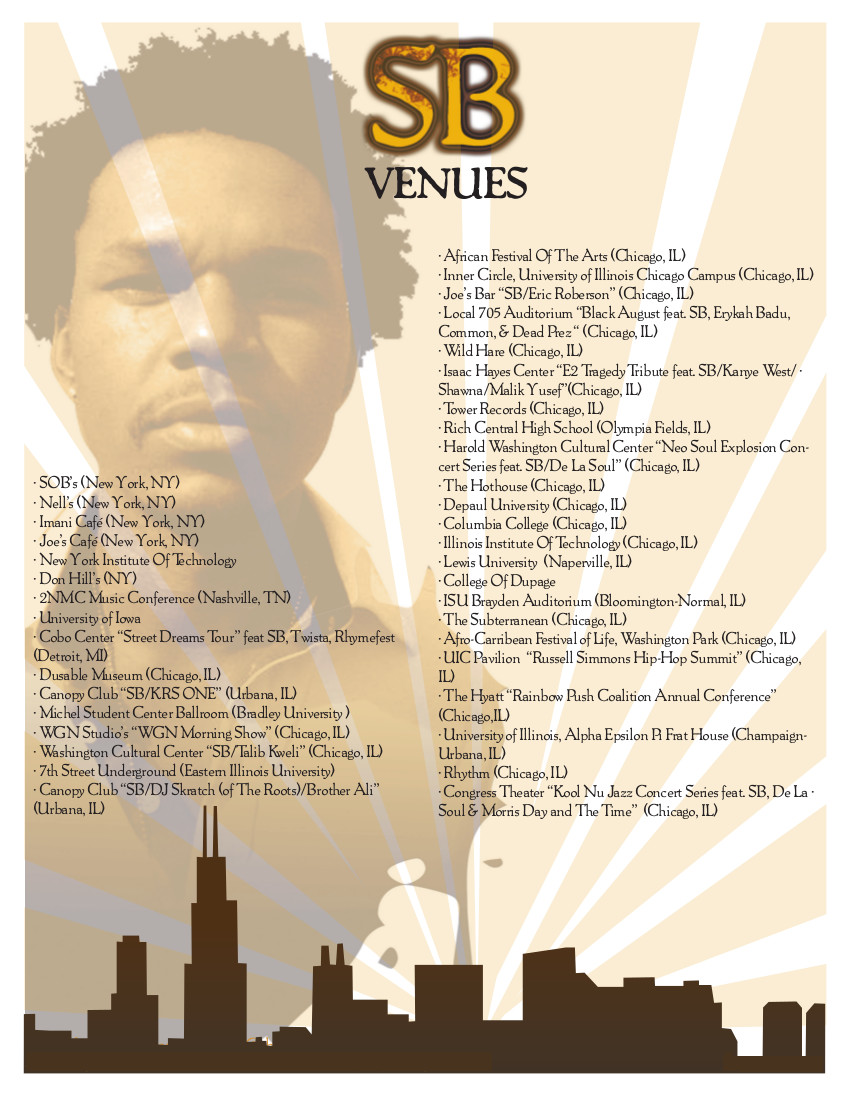 SB
VENUES
· SOB's (New York, NY)
· Nell's (New York, NY)
· Imani Café (New York, NY)
· Joe's Café (New York, NY)
· New York Institute Of Technology
· Don Hill's (NY)
· 2NMC Music Conference (Nashville, TN)
· University of Iowa
· Cobo Center “Street Dreams Tour” feat SB, Twista, Rhymefest
(Detroit, MI)
· Dusable Museum (Chicago, IL)
· Canopy Club “SB/KRS ONE” (Urbana, IL)
· Michel Student Center Ballroom (Bradley University )
· WGN Studio's “WGN Morning Show” (Chicago, IL)
· Washington Cultural Center “SB/Talib Kweli” (Chicago, IL)
· 7th Street Underground (Eastern Illinois University)
· Canopy Club “SB/DJ Skratch (of The Roots)/Brother Ali”
(Urbana, IL)
· African Festival Of The Arts (Chicago, IL)
· Inner Circle, University of Illinois Chicago Campus (Chicago, IL)
· Joe's Bar “SB/Eric Roberson” (Chicago, IL)
· Local 705 Auditorium “Black August feat. SB, Erykah Badu,
Common, & Dead Prez “ (Chicago, IL)
· Wild Hare (Chicago, IL)
· Isaac Hayes Center “E2 Tragedy Tribute feat. SB/Kanye West/ ·
Shawna/Malik Yusef”(Chicago, IL)
· Tower Records (Chicago, IL)
· Rich Central High School (Olympia Fields, IL)
· Harold Washington Cultural Center “Neo Soul Explosion Con-
cert Series feat. SB/De La Soul” (Chicago, IL)
· The Hothouse (Chicago, IL)
· Depaul University (Chicago, IL)
· Columbia College (Chicago, IL)
· Illinois Institute Of Technology (Chicago, IL)
· Lewis University (Naperville, IL)
· College Of Dupage
· ISU Brayden Auditorium (Bloomington-Normal, IL)
· The Subterranean (Chicago, IL)
· Afro-Carribean Festival of Life, Washington Park (Chicago, IL)
· UIC Pavilion “Russell Simmons Hip-Hop Summit” (Chicago,
IL)
· The Hyatt “Rainbow Push Coalition Annual Conference”
(Chicago,IL)
· University of Illinois, Alpha Epsilon P.i Frat House (Champaign-
Urbana, IL)
· Rhythm (Chicago, IL)
· Congress Theater “Kool Nu Jazz Concert Series feat. SB, De La ·
Soul & Morris Day and The Time” (Chicago, IL)